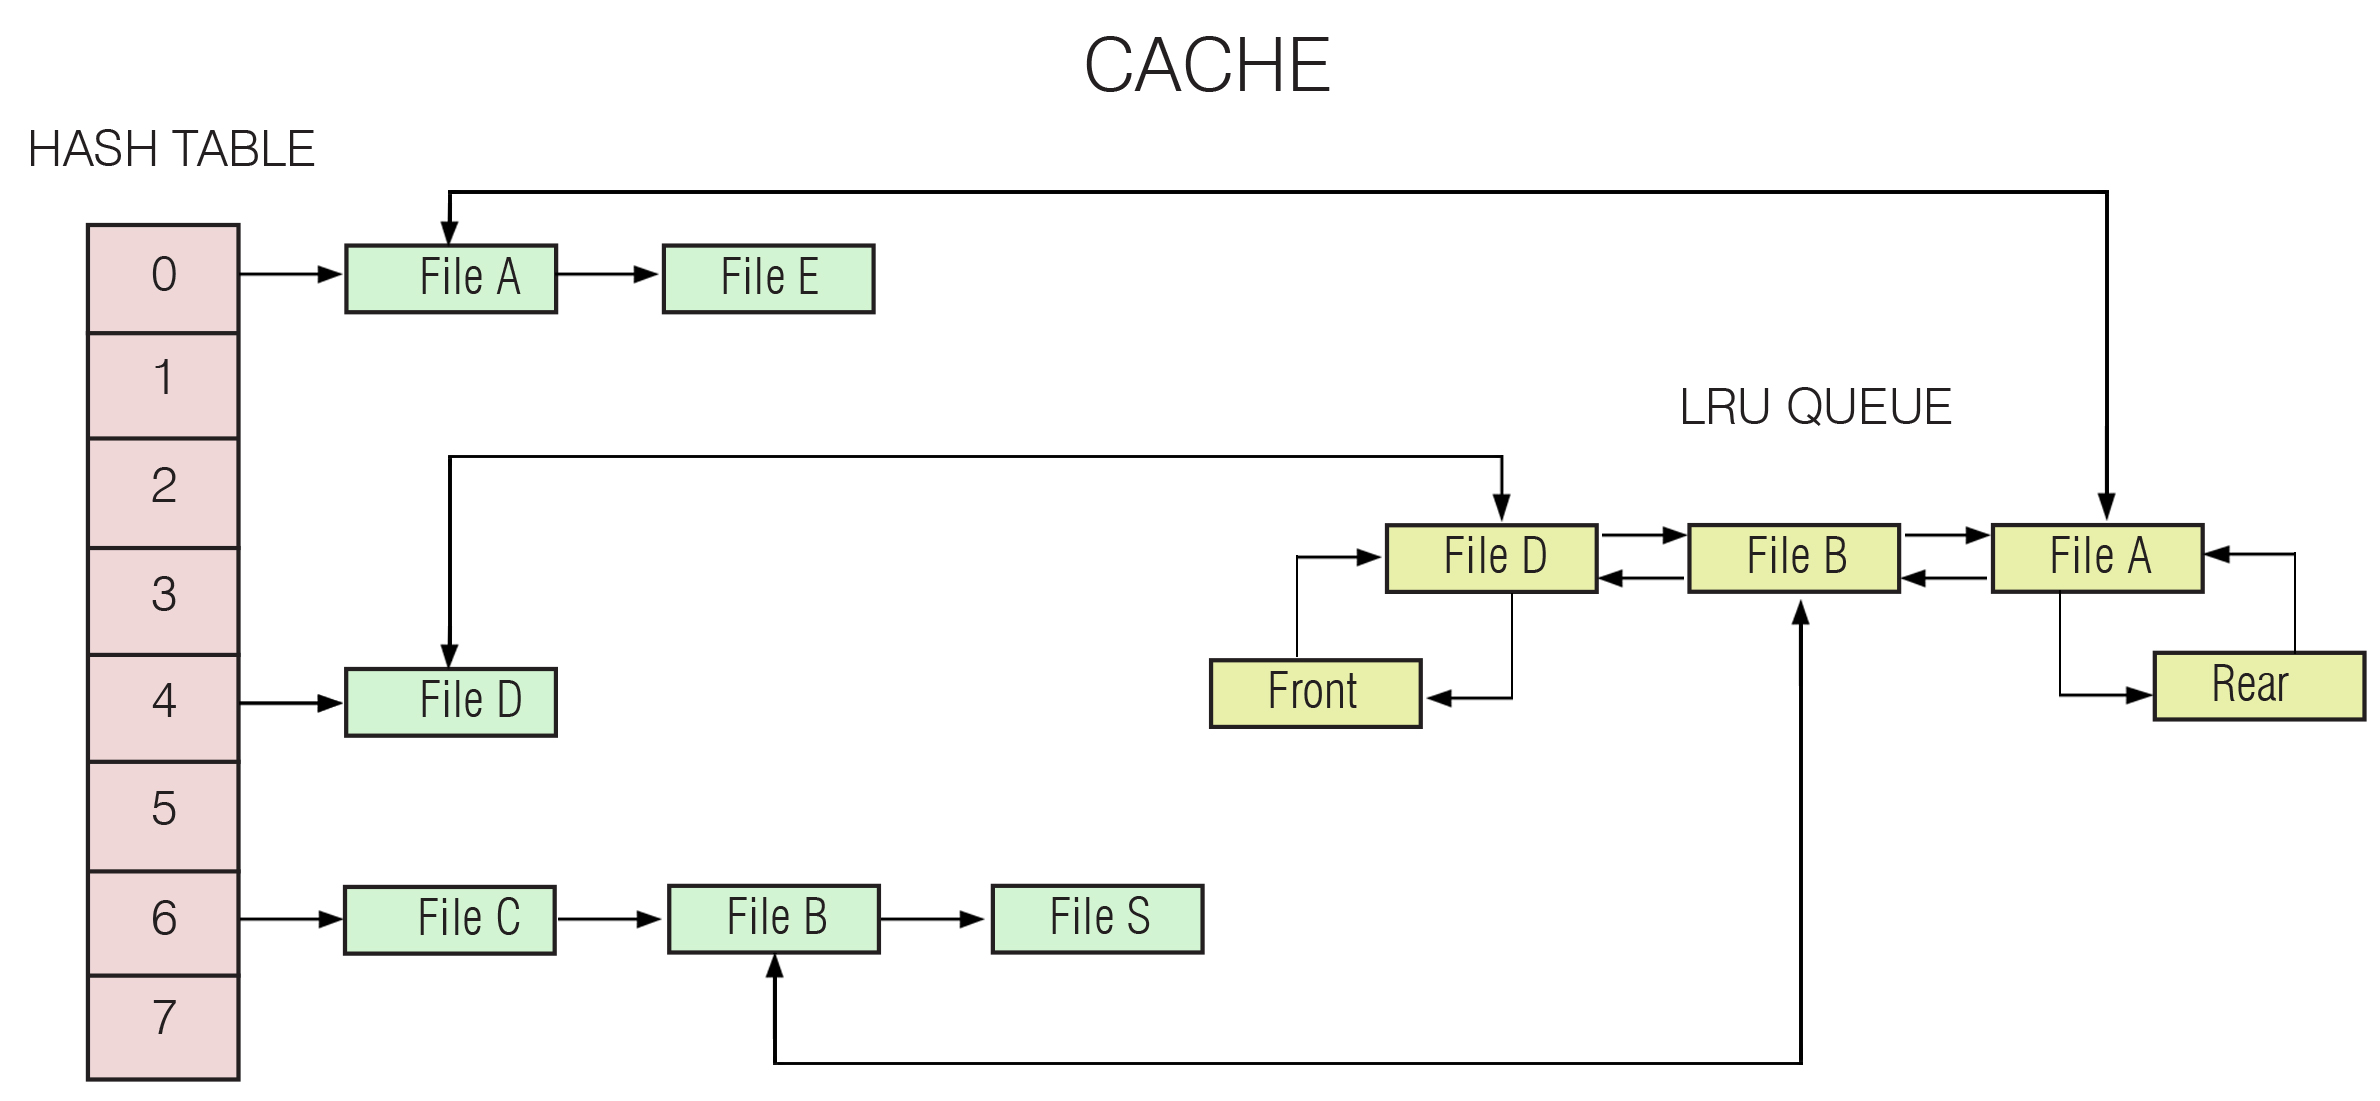 CACHE
HASH TABLE
0
File A
File E
1
LRU QUEUE
2
File D
File B
File A
3
Front
Rear
4
File D
5
6
File C
File B
File S
7